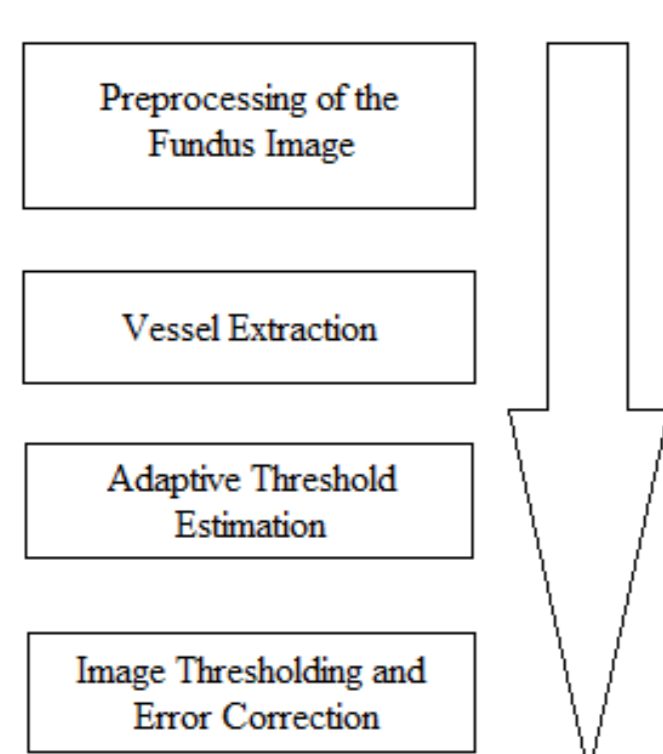 Preprocessing of the
Fundus Image
Vessel Extraction
Adaptive Threshold
Estimation
Image Thresholding and
Error Correction